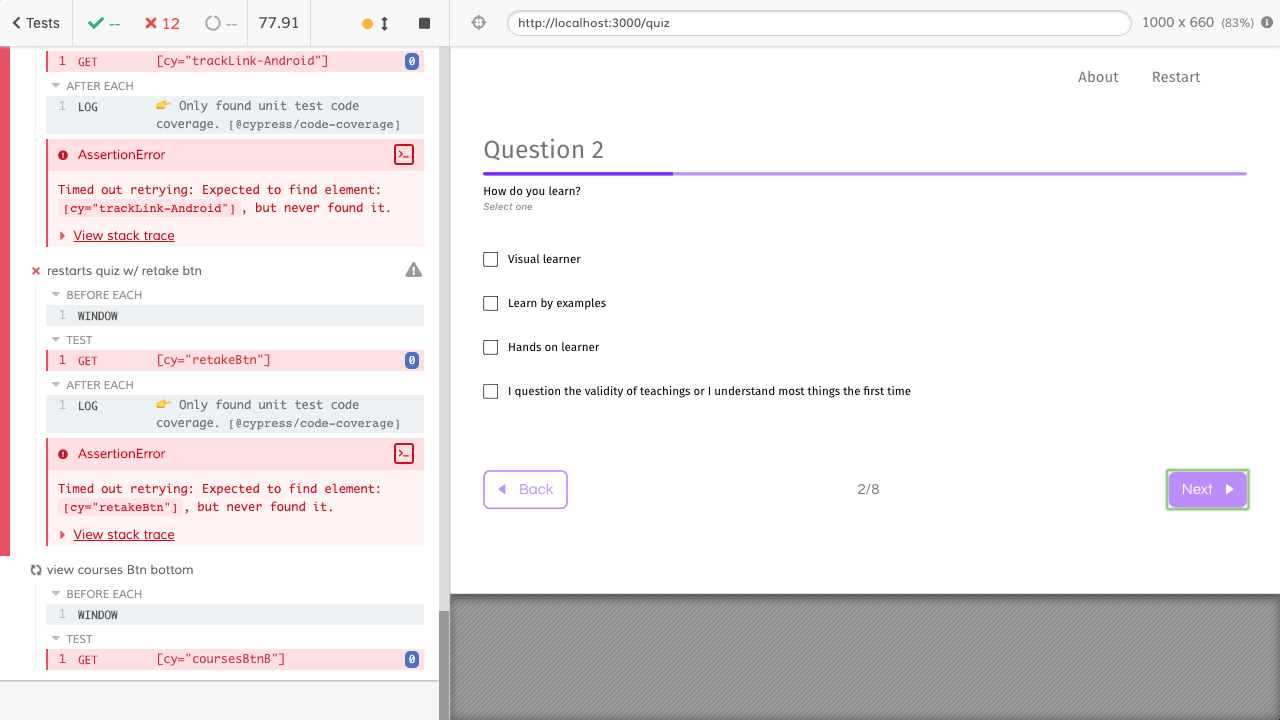 Tests
--
12
--
77.91
http://localhost:3000/quiz
1000 x 660 (83%)
1 GET [cy="trackLink-Android"] 0
AFTER EACH
1 LOG 👉 Only found unit test code
coverage. [@cypress/code-coverage]
AssertionError
Timed out retrying: Expected to find element:
[cy="trackLink-Android"], but never found it.
View stack trace
restarts quiz w/ retake btn
BEFORE EACH
1 WINDOW
TEST
1 GET [cy="retakeBtn"] 0
AFTER EACH
1 LOG 👉 Only found unit test code
coverage. [@cypress/code-coverage]
AssertionError
Timed out retrying: Expected to find element:
[cy="retakeBtn"], but never found it.
View stack trace
view courses Btn bottom
BEFORE EACH
1 WINDOW
TEST
1 GET [cy="coursesBtnB"] 0
About Restart
Question 2
How do you learn?
Select one
Visual learner
Learn by examples
Hands on learner
I question the validity of teachings or I understand most things the first time
Back 2/8 Next